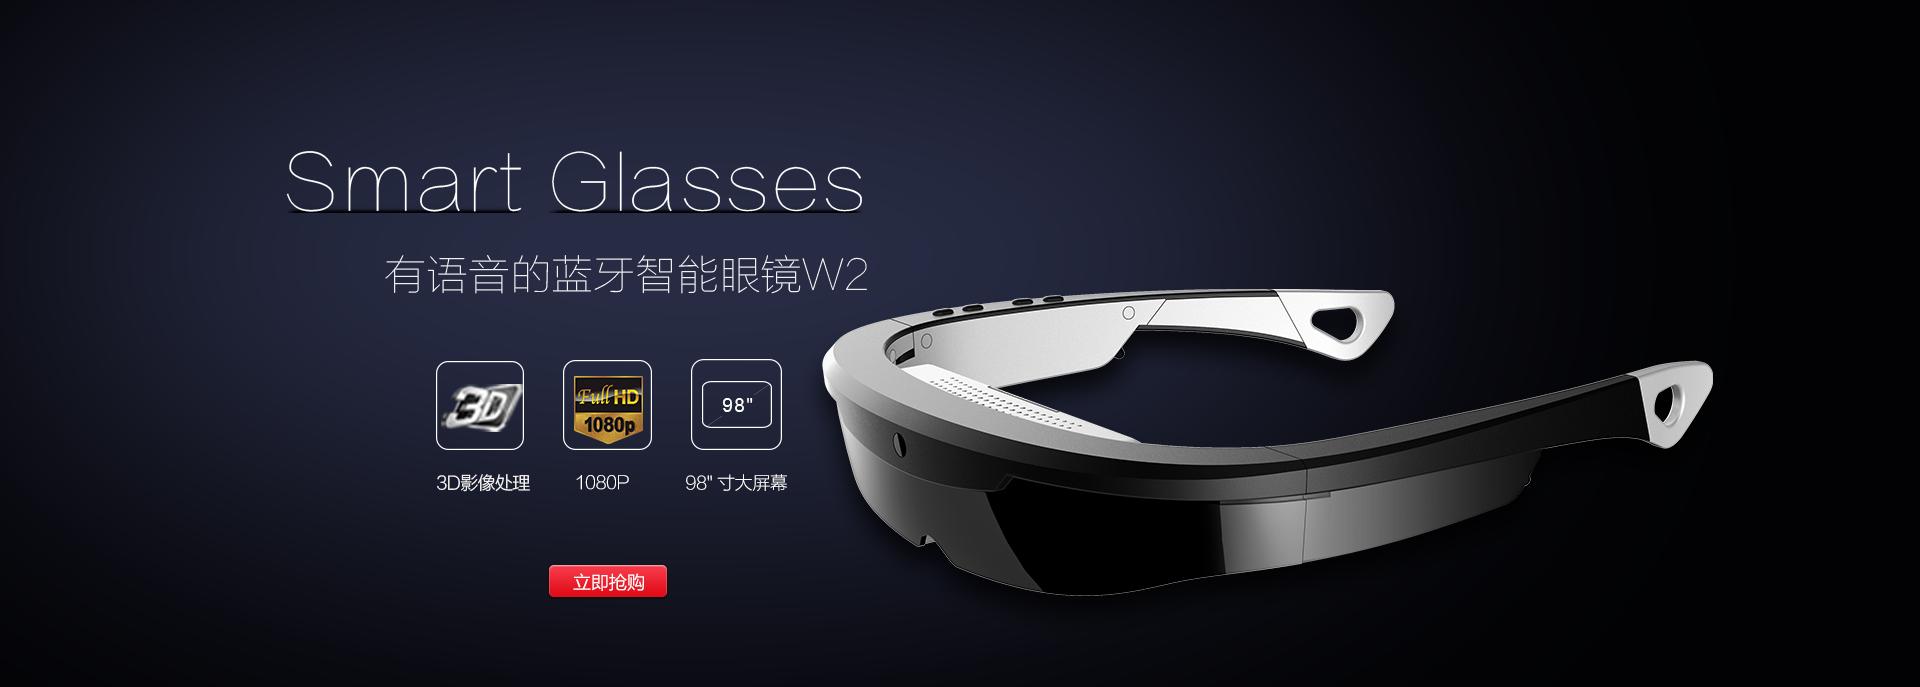 Smart Glasses
有语音的蓝牙智能眼镜W2
3D
Full HD
1080p
98"
3D影像处理
1080P
98" 寸大屏幕
立即抢购